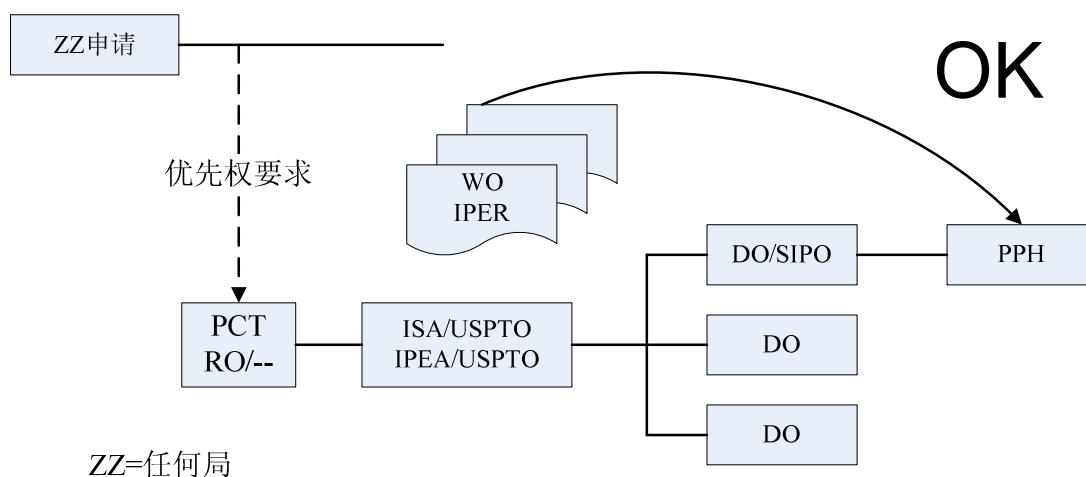 ZZ申请
OK
优先权要求
WO
IPER
DO/SIPO
PPH
PCT
RO/--
ISA/USPTO
IPEA/USPTO
DO
DO
ZZ=任何局